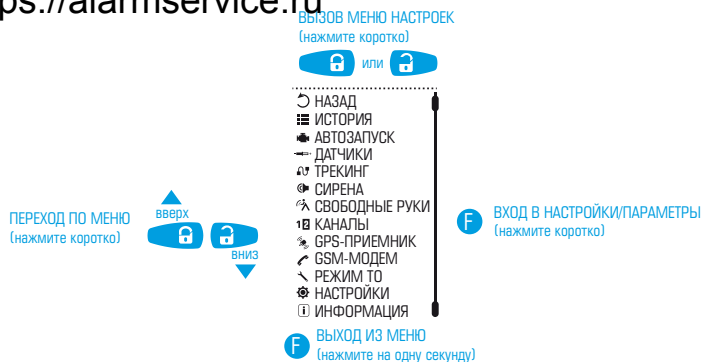 ps://alarmservice.ru
ВЫЗОВ МЕНЮ НАСТРОЕК
(нажмите коротко)
или
НАЗАД
ИСТОРИЯ
АВТОЗАПУСК
ДАТЧИКИ
ТРЕКИНГ
СИРЕНА
СВОБОДНЫЕ РУКИ
12 КАНАЛЫ
GPS-ПРИЕМНИК
GSM-МОДЕМ
РЕЖИМ ТО
НАСТРОЙКИ
i ИНФОРМАЦИЯ
ПЕРЕХОД ПО МЕНЮ
(нажмите коротко)
вверх
вниз
F ВХОД В НАСТРОЙКИ/ПАРАМЕТРЫ
(нажмите коротко)
F ВЫХОД ИЗ МЕНЮ
(нажмите на одну секунду)